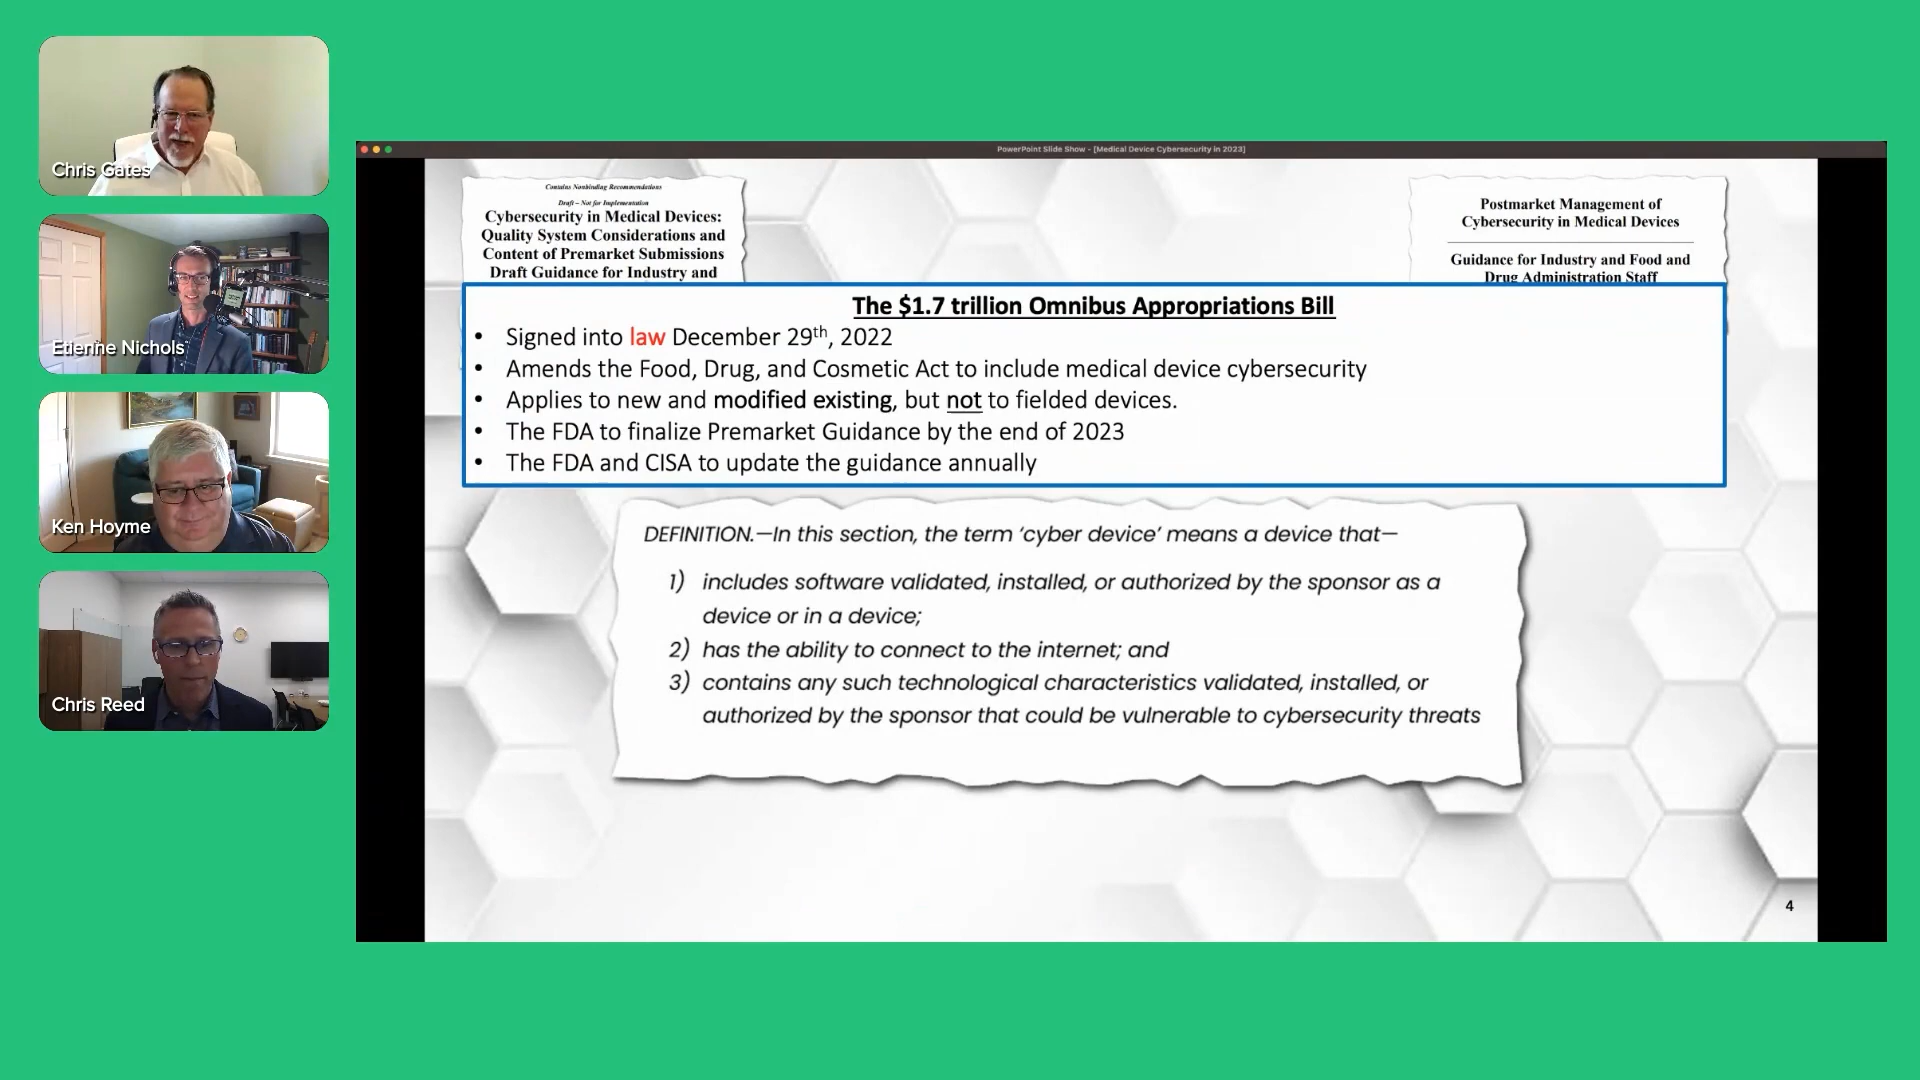 Chris Gates
Etienne Nichols
Ken Hoyme
Chris Reed
PowerPoint Slide Show - [Medical Device Cybersecurity in 2023]
Contains Nonbinding Recommendations
Draft – Not for Implementation
Cybersecurity in Medical Devices:
Quality System Considerations and
Content of Premarket Submissions
Draft Guidance for Industry and
Postmarket Management of
Cybersecurity in Medical Devices
Guidance for Industry and Food and
Drug Administration Staff
The $1.7 trillion Omnibus Appropriations Bill
• Signed into law December 29th, 2022
• Amends the Food, Drug, and Cosmetic Act to include medical device cybersecurity
• Applies to new and modified existing, but not to fielded devices.
• The FDA to finalize Premarket Guidance by the end of 2023
• The FDA and CISA to update the guidance annually
DEFINITION.—In this section, the term ‘cyber device’ means a device that—
1) includes software validated, installed, or authorized by the sponsor as a
device or in a device;
2) has the ability to connect to the internet; and
3) contains any such technological characteristics validated, installed, or
authorized by the sponsor that could be vulnerable to cybersecurity threats
4